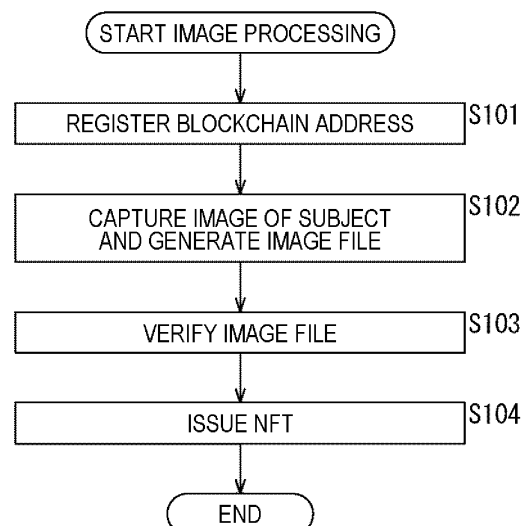 START IMAGE PROCESSING
REGISTER BLOCKCHAIN ADDRESS
S101
CAPTURE IMAGE OF SUBJECT
AND GENERATE IMAGE FILE
S102
VERIFY IMAGE FILE
S103
ISSUE NFT
S104
END